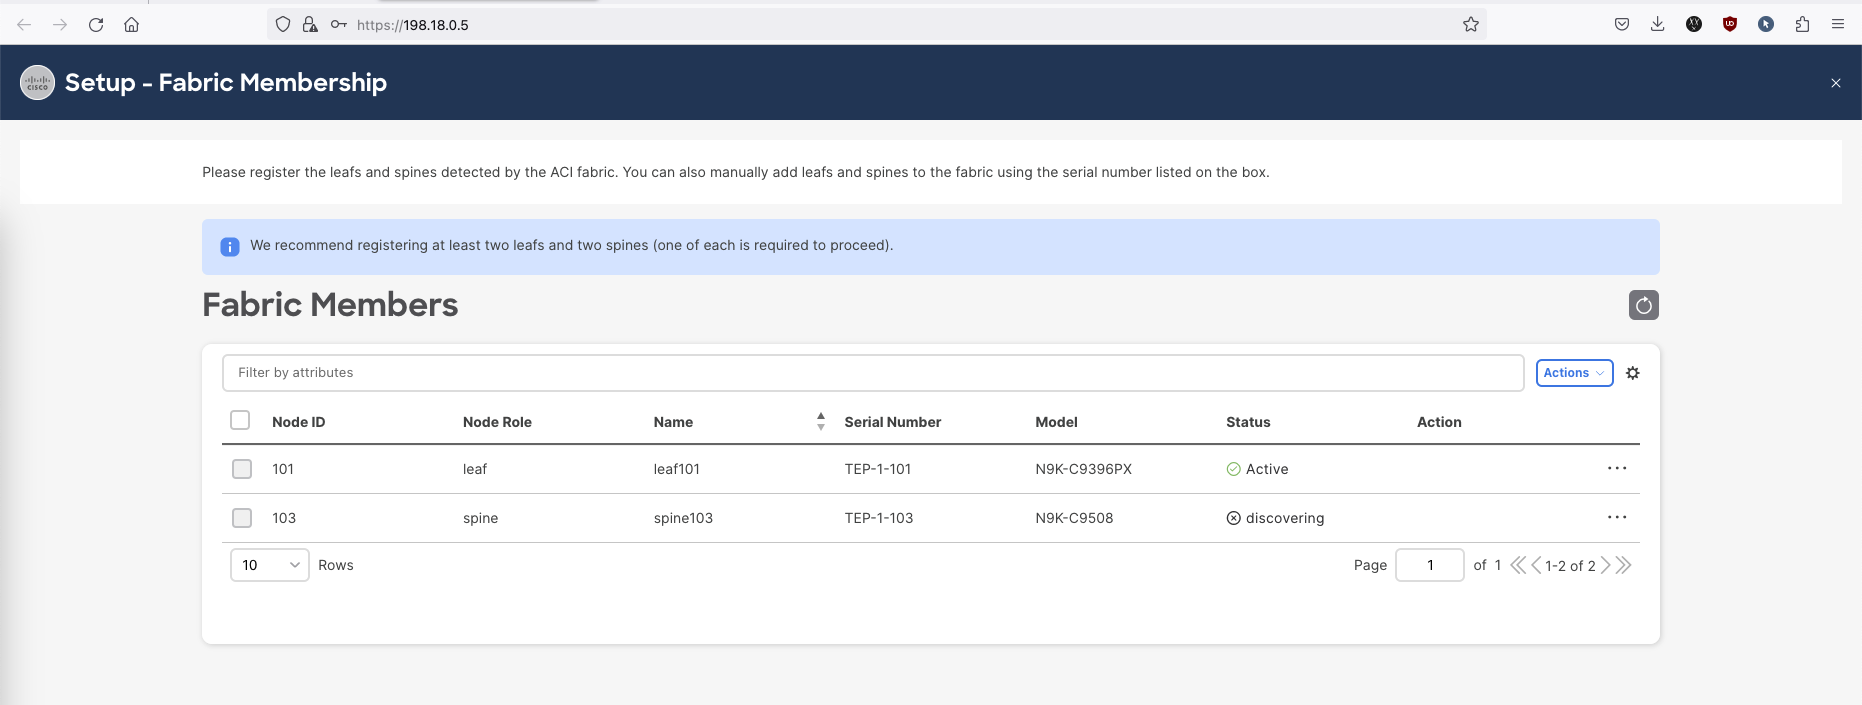 https://198.18.0.5
CISCO Setup - Fabric Membership
Please register the leafs and spines detected by the ACI fabric. You can also manually add leafs and spines to the fabric using the serial number listed on the box.
We recommend registering at least two leafs and two spines (one of each is required to proceed).
Fabric Members
Filter by attributes Actions
Node ID Node Role Name Serial Number Model Status Action
101 leaf leaf101 TEP-1-101 N9K-C9396PX Active ...
103 spine spine103 TEP-1-103 N9K-C9508 discovering ...
10 Rows Page 1 of 1 1-2 of 2